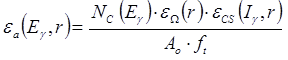 ε_a(E_γ,r) = N_C(E_γ)·ε_Ω(r)·ε_CS(I_γ,r) / A_o·f_t